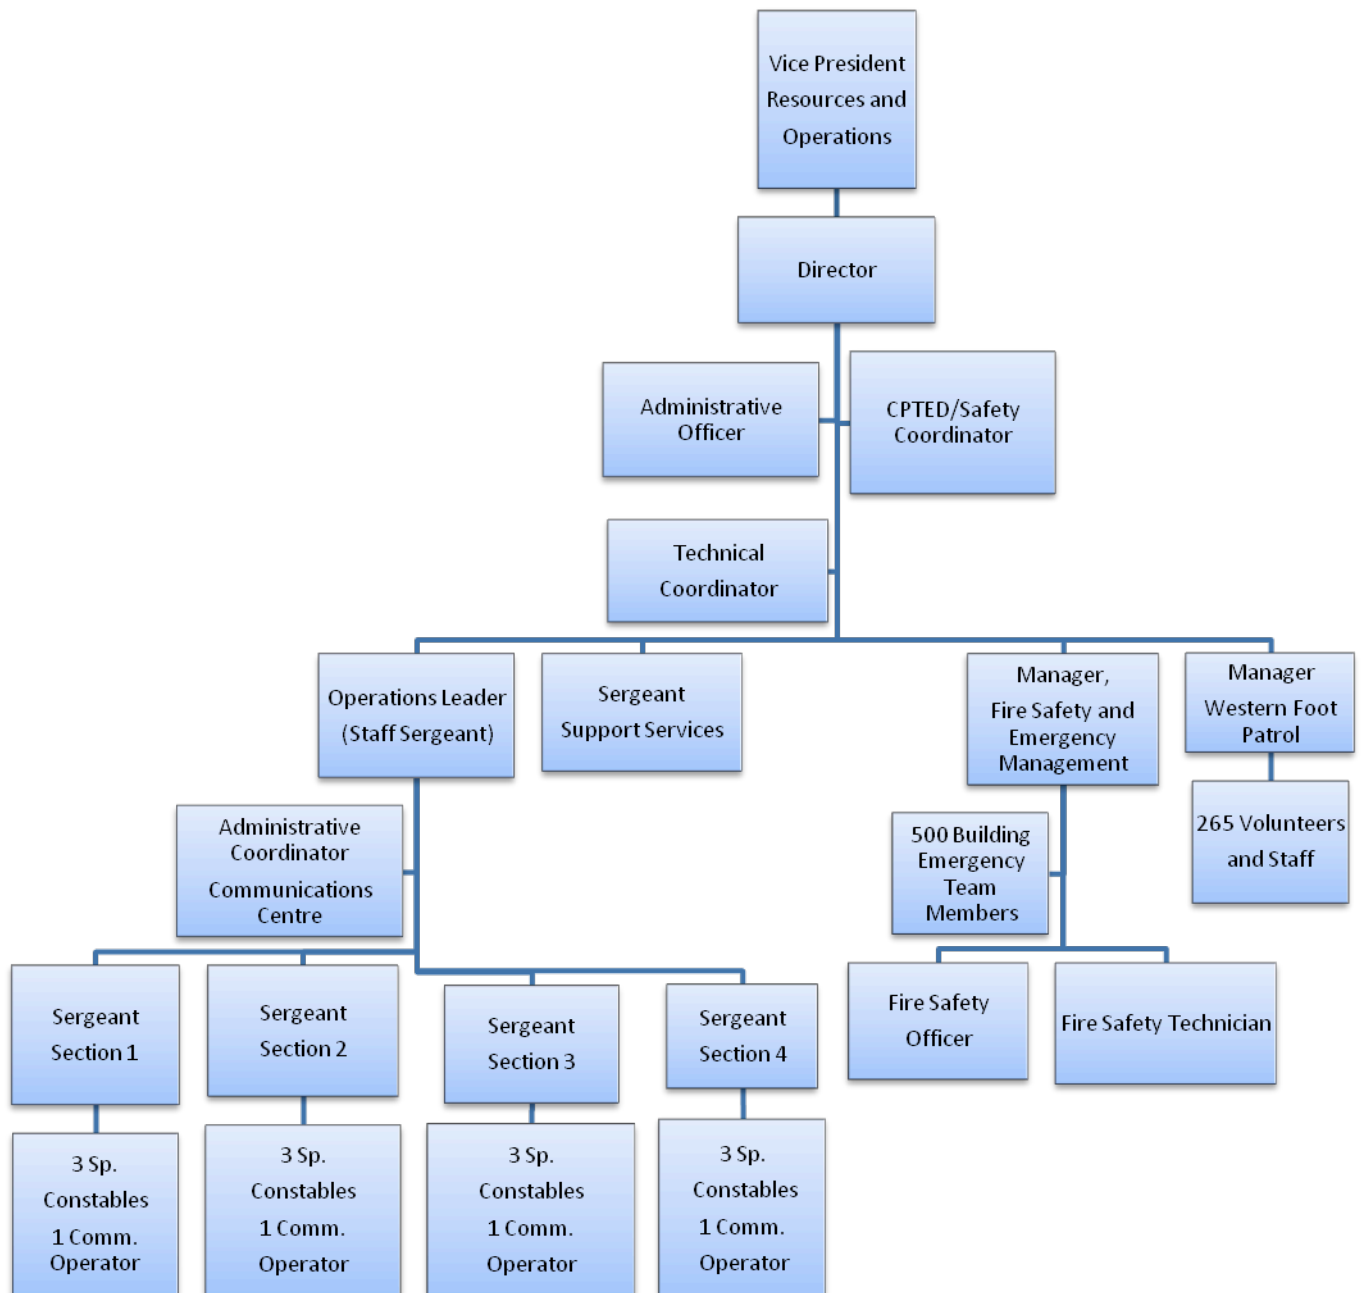 Vice President
Resources and
Operations
Director
Administrative
Officer
CPTED/Safety
Coordinator
Technical
Coordinator
Operations Leader
(Staff Sergeant)
Sergeant
Support Services
Manager,
Fire Safety and
Emergency
Management
Manager
Western Foot
Patrol
Administrative
Coordinator
Communications
Centre
500 Building
Emergency
Team
Members
265 Volunteers
and Staff
Sergeant
Section 1
Sergeant
Section 2
Sergeant
Section 3
Sergeant
Section 4
Fire Safety
Officer
Fire Safety Technician
3 Sp.
Constables
1 Comm.
Operator
3 Sp.
Constables
1 Comm.
Operator
3 Sp.
Constables
1 Comm.
Operator
3 Sp.
Constables
1 Comm.
Operator